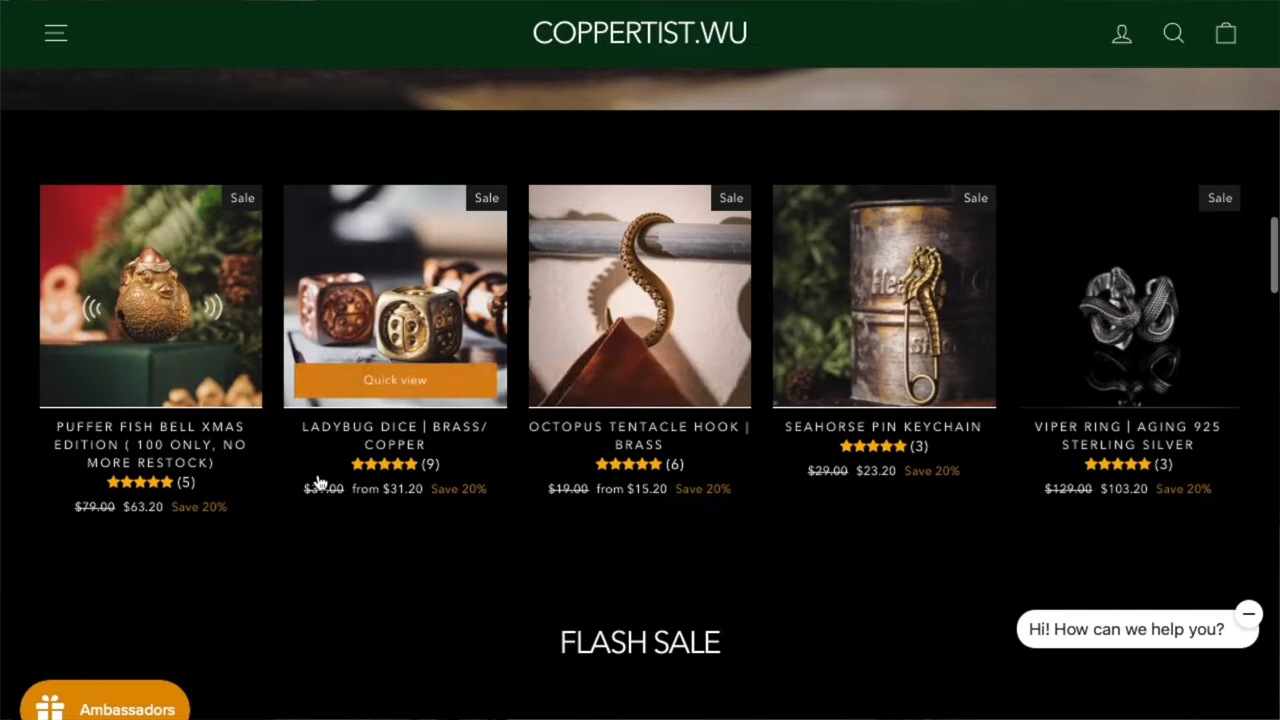 COPPERTIST.WU
Sale
Sale
Sale
Sale
Sale
Quick view
PUFFER FISH BELL XMAS
EDITION ( 100 ONLY, NO
MORE RESTOCK)
(5)
$79.00 $63.20 Save 20%
LADYBUG DICE | BRASS/
COPPER
(9)
$39.00 from $31.20 Save 20%
OCTOPUS TENTACLE HOOK |
BRASS
(6)
$19.00 from $15.20 Save 20%
SEAHORSE PIN KEYCHAIN
(3)
$29.00 $23.20 Save 20%
VIPER RING | AGING 925
STERLING SILVER
(3)
$129.00 $103.20 Save 20%
FLASH SALE
Hi! How can we help you?
Ambassadors